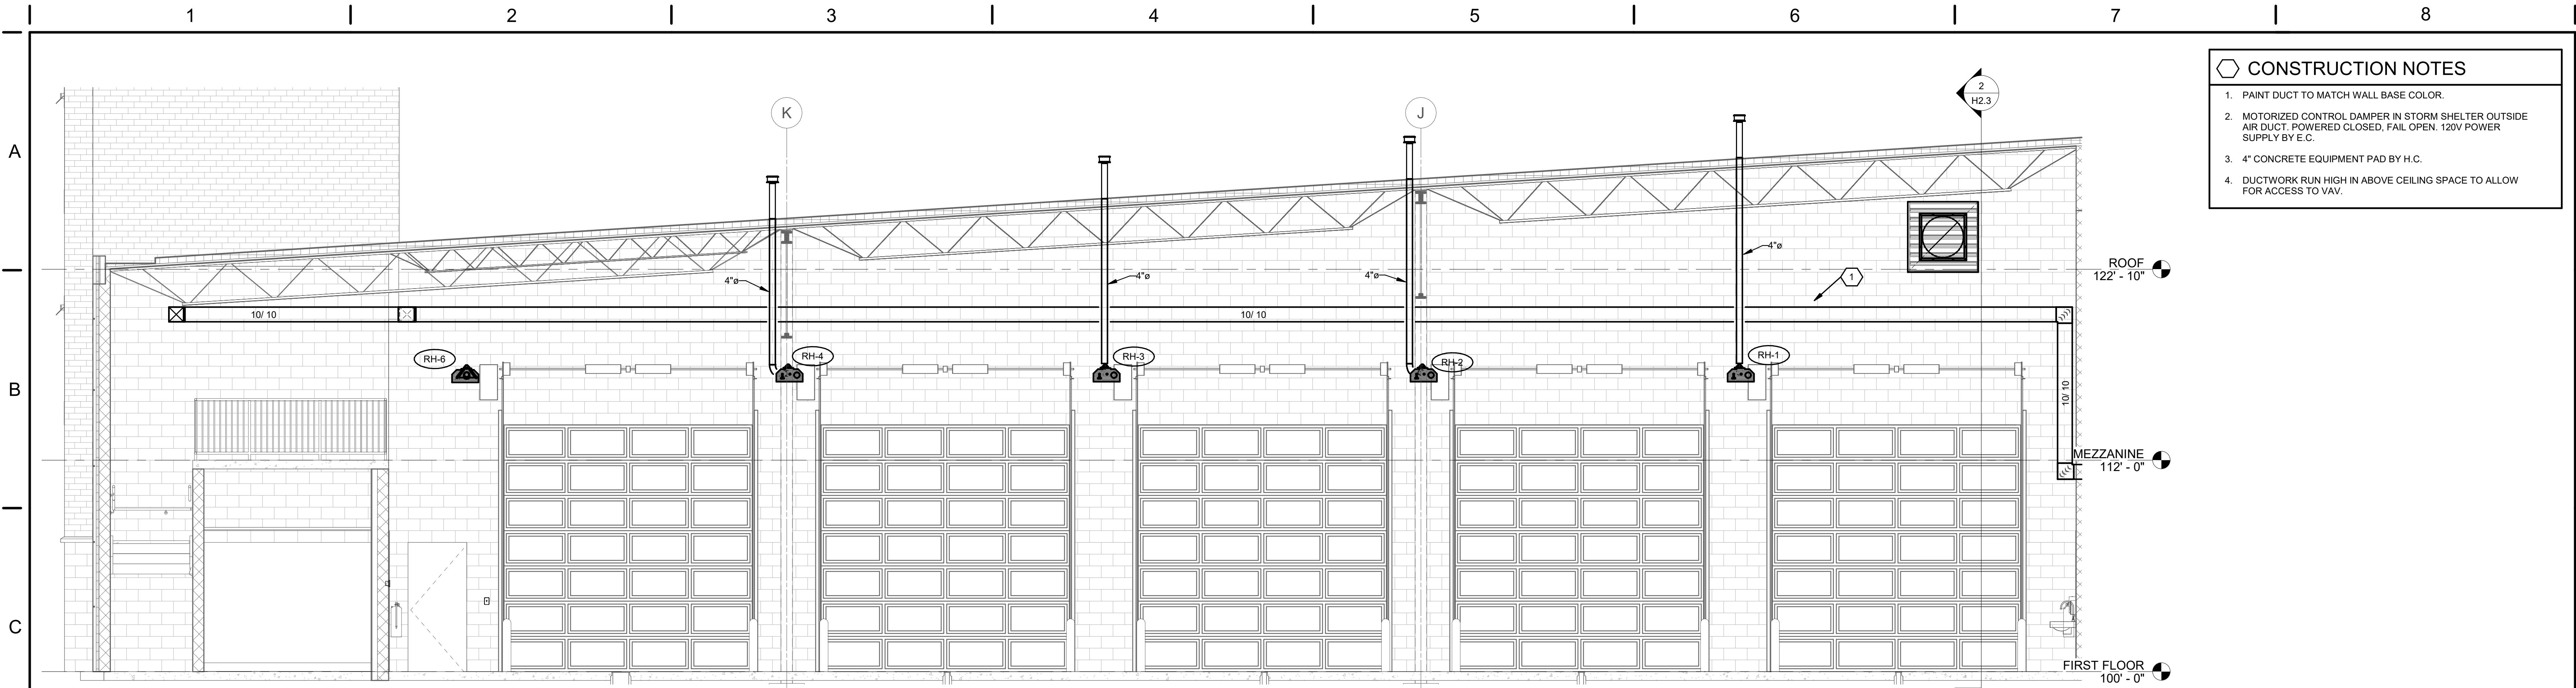 1 2 3 4 5 6 7 8
CONSTRUCTION NOTES
1. PAINT DUCT TO MATCH WALL BASE COLOR.
2. MOTORIZED CONTROL DAMPER IN STORM SHELTER OUTSIDE
AIR DUCT. POWERED CLOSED, FAIL OPEN. 120V POWER
SUPPLY BY E.C.
3. 4" CONCRETE EQUIPMENT PAD BY H.C.
4. DUCTWORK RUN HIGH IN ABOVE CEILING SPACE TO ALLOW
FOR ACCESS TO VAV.
2
H2.3
K
J
A
4"ø
4"ø
4"ø
4"ø
1
ROOF
122' - 10"
10/ 10
10/ 10
RH-6
RH-4
RH-3
RH-2
RH-1
B
10/ 10
MEZZANINE
112' - 0"
C
FIRST FLOOR
100' - 0"